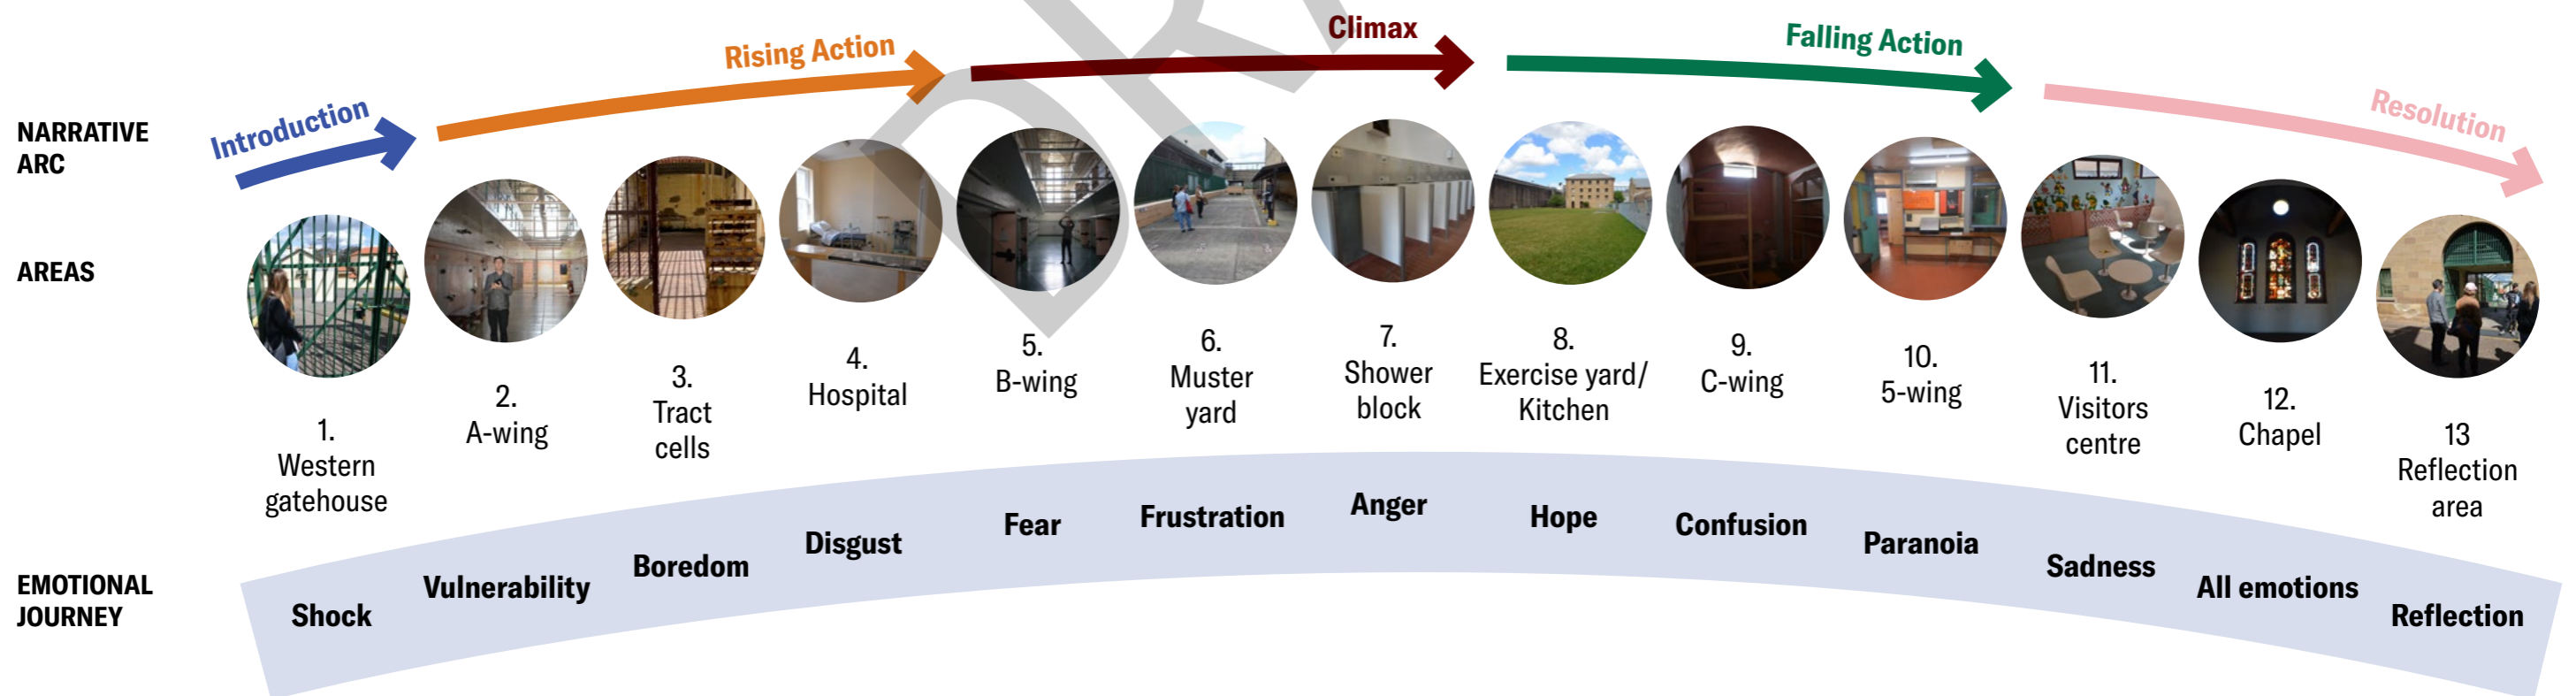 Introduction
Rising Action
Climax
Falling Action
Resolution
NARRATIVE
ARC
AREAS
1.
Western
gatehouse
2.
A-wing
3.
Tract
cells
4.
Hospital
5.
B-wing
6.
Muster
yard
7.
Shower
block
8.
Exercise yard/
Kitchen
9.
C-wing
10.
5-wing
11.
Visitors
centre
12.
Chapel
13
Reflection
area
EMOTIONAL
JOURNEY
Shock
Vulnerability
Boredom
Disgust
Fear
Frustration
Anger
Hope
Confusion
Paranoia
Sadness
All emotions
Reflection